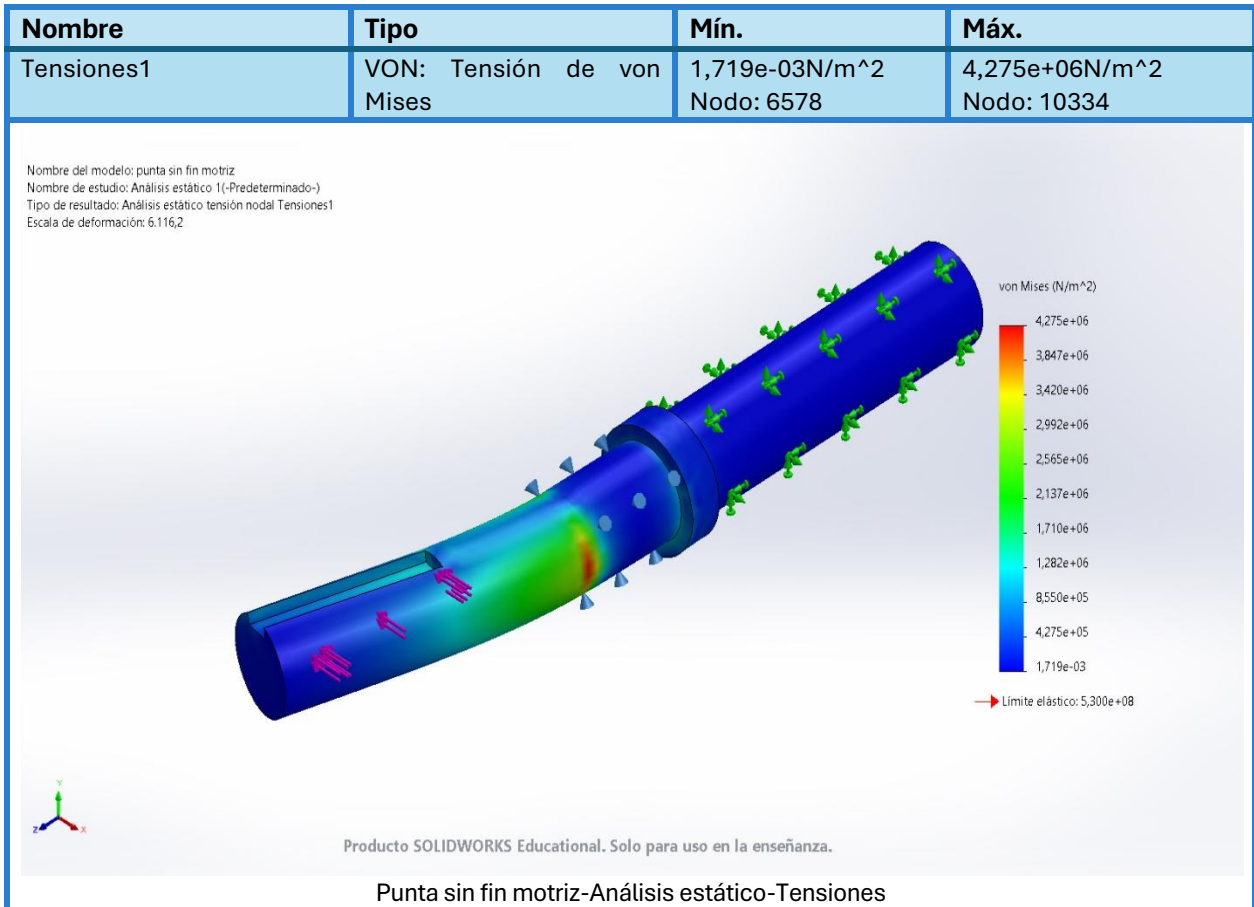 Nombre Tipo Mín. Máx.
Tensiones1 VON: Tensión de von Mises 1,719e-03N/m^2 Nodo: 6578 4,275e+06N/m^2 Nodo: 10334
Nombre del modelo: punta sin fin motriz
Nombre de estudio: Análisis estático 1(-Predeterminado-)
Tipo de resultado: Análisis estático tensión nodal Tensiones1
Escala de deformación: 6.116,2
von Mises (N/m^2)
4,275e+06
3,847e+06
3,420e+06
2,992e+06
2,565e+06
2,137e+06
1,710e+06
1,282e+06
8,550e+05
4,275e+05
1,719e-03
Límite elástico: 5,300e+08
Y
Z X
Producto SOLIDWORKS Educational. Solo para uso en la enseñanza.
Punta sin fin motriz-Análisis estático-Tensiones